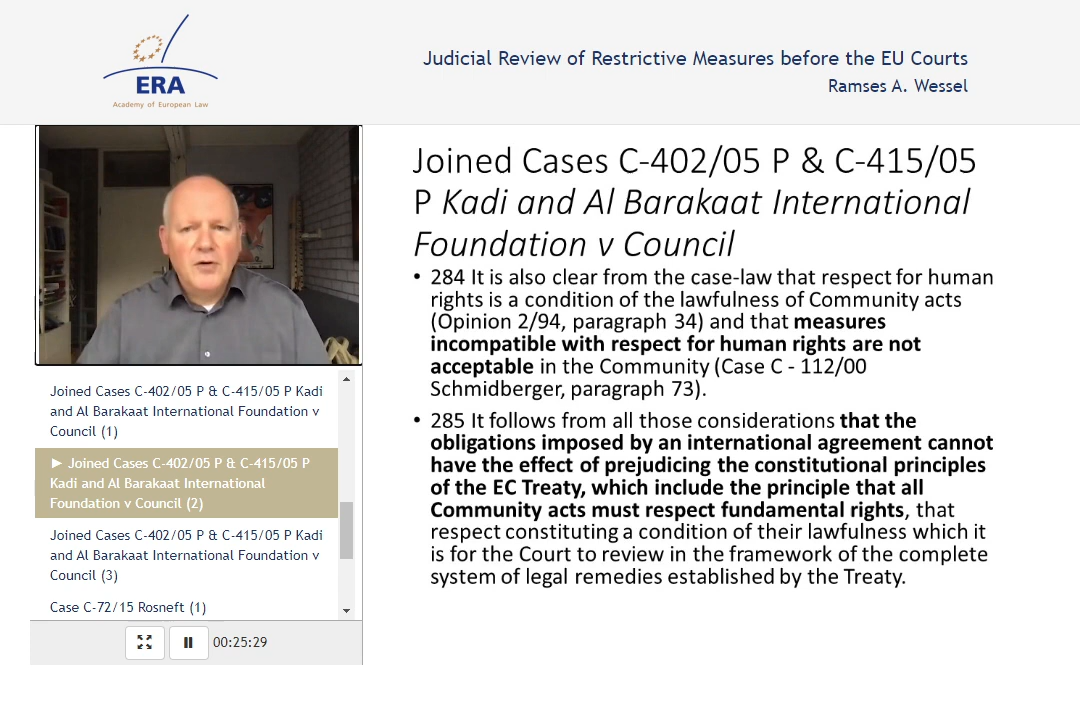 ERA
Academy of European Law
Judicial Review of Restrictive Measures before the EU Courts
Ramses A. Wessel
Joined Cases C-402/05 P & C-415/05 P Kadi
and Al Barakaat International Foundation v
Council (1)
► Joined Cases C-402/05 P & C-415/05 P
Kadi and Al Barakaat International
Foundation v Council (2)
Joined Cases C-402/05 P & C-415/05 P Kadi
and Al Barakaat International Foundation v
Council (3)
Case C-72/15 Rosneft (1)
00:25:29
Joined Cases C-402/05 P & C-415/05
P Kadi and Al Barakaat International
Foundation v Council
• 284 It is also clear from the case-law that respect for human
rights is a condition of the lawfulness of Community acts
(Opinion 2/94, paragraph 34) and that measures
incompatible with respect for human rights are not
acceptable in the Community (Case C - 112/00
Schmidberger, paragraph 73).
• 285 It follows from all those considerations that the
obligations imposed by an international agreement cannot
have the effect of prejudicing the constitutional principles
of the EC Treaty, which include the principle that all
Community acts must respect fundamental rights, that
respect constituting a condition of their lawfulness which it
is for the Court to review in the framework of the complete
system of legal remedies established by the Treaty.